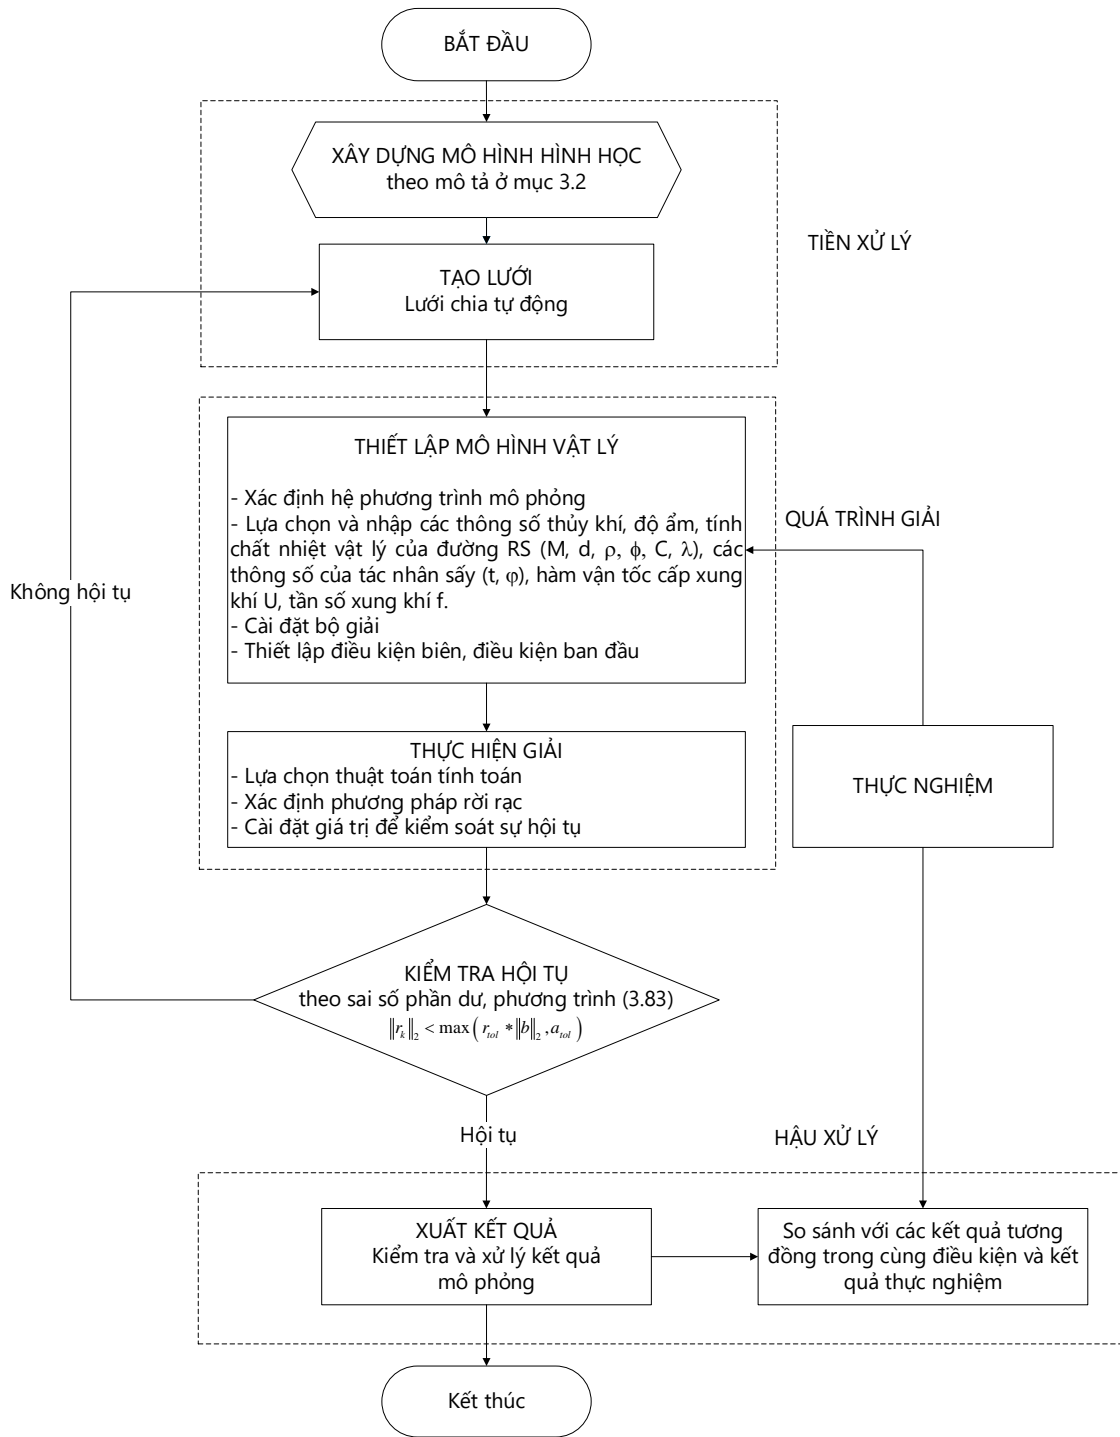 BẮT ĐẦU
XÂY DỰNG MÔ HÌNH HÌNH HỌC
theo mô tả ở mục 3.2
TIỀN XỬ LÝ
TẠO LƯỚI
Lưới chia tự động
THIẾT LẬP MÔ HÌNH VẬT LÝ
- Xác định hệ phương trình mô phỏng
- Lựa chọn và nhập các thông số thủy khí, độ ẩm, tính
chất nhiệt vật lý của đường RS (M, d, ρ, ϕ, C, λ), các
thông số của tác nhân sấy (t, φ), hàm vận tốc cấp xung
khí U, tần số xung khí f.
- Cài đặt bộ giải
- Thiết lập điều kiện biên, điều kiện ban đầu
QUÁ TRÌNH GIẢI
Không hội tụ
THỰC HIỆN GIẢI
- Lựa chọn thuật toán tính toán
- Xác định phương pháp rời rạc
- Cài đặt giá trị để kiểm soát sự hội tụ
THỰC NGHIỆM
KIỂM TRA HỘI TỤ
theo sai số phần dư, phương trình (3.83)
‖r_k‖_2 < max(r_tol * ‖b‖_2, a_tol)
Hội tụ
HẬU XỬ LÝ
XUẤT KẾT QUẢ
Kiểm tra và xử lý kết quả
mô phỏng
So sánh với các kết quả tương
đồng trong cùng điều kiện và kết
quả thực nghiệm
Kết thúc